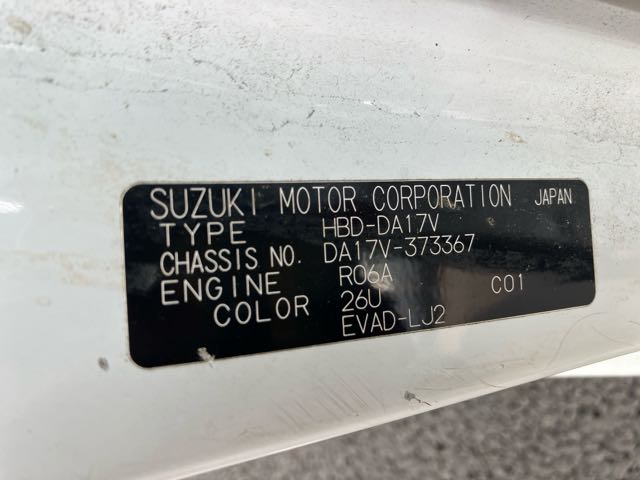 SUZUKI MOTOR CORPORATION JAPAN
TYPE HBD-DA17V
CHASSIS NO. DA17V-373367
ENGINE R06A C01
COLOR 26U
EVAD-LJ2